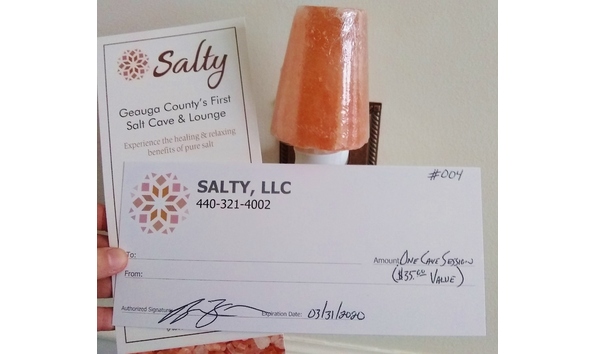 Salty
Geauga County's First
Salt Cave & Lounge
Experience the healing & relaxing
benefits of pure salt
#004
SALTY, LLC
440-321-4002
To:
Amount: One Cave Session
From:
($35.00 Value)
Authorized Signature:
Expiration Date: 03/31/2020